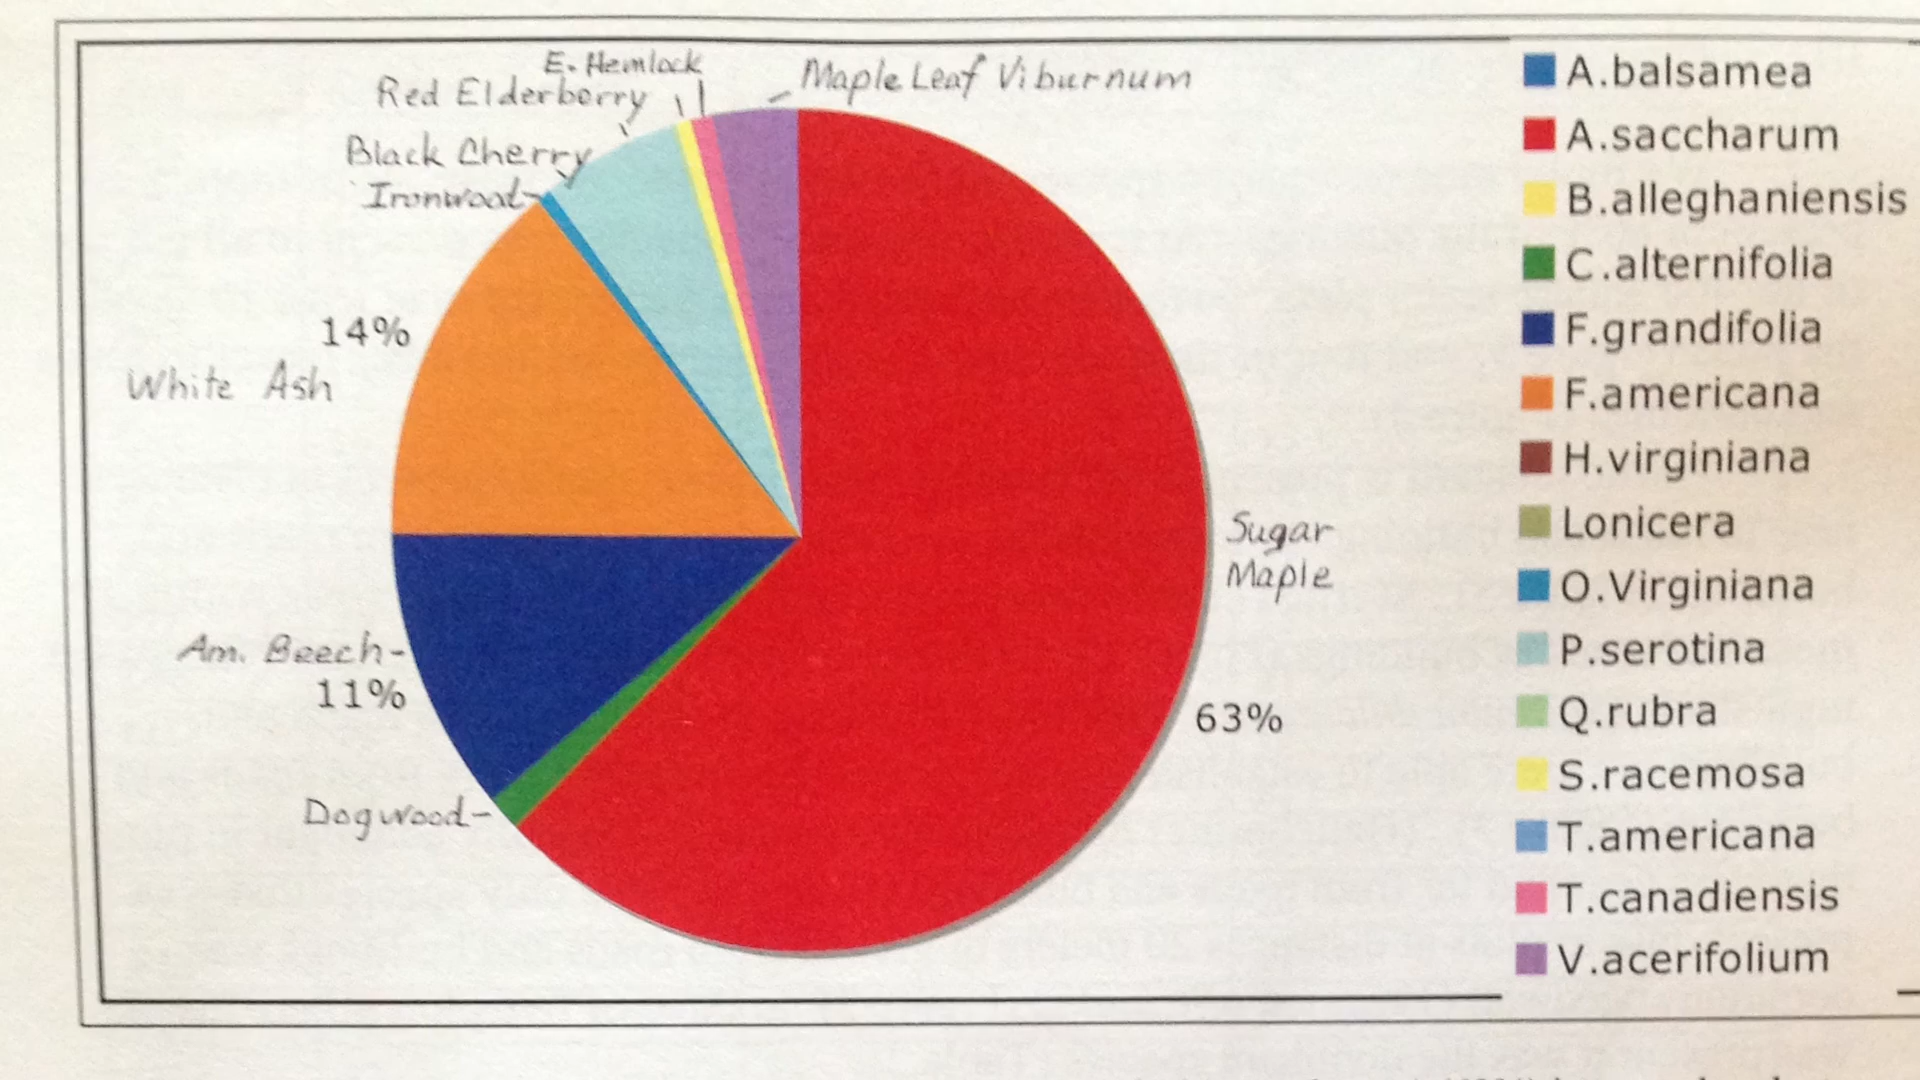 E. Hemlock
Maple Leaf Viburnum
Red Elderberry
Black Cherry
Ironwood
14%
White Ash
Sugar
Maple
Am. Beech
11%
63%
Dogwood
A.balsamea
A.saccharum
B.alleghaniensis
C.alternifolia
F.grandifolia
F.americana
H.virginiana
Lonicera
O.Virginiana
P.serotina
Q.rubra
S.racemosa
T.americana
T.canadiensis
V.acerifolium